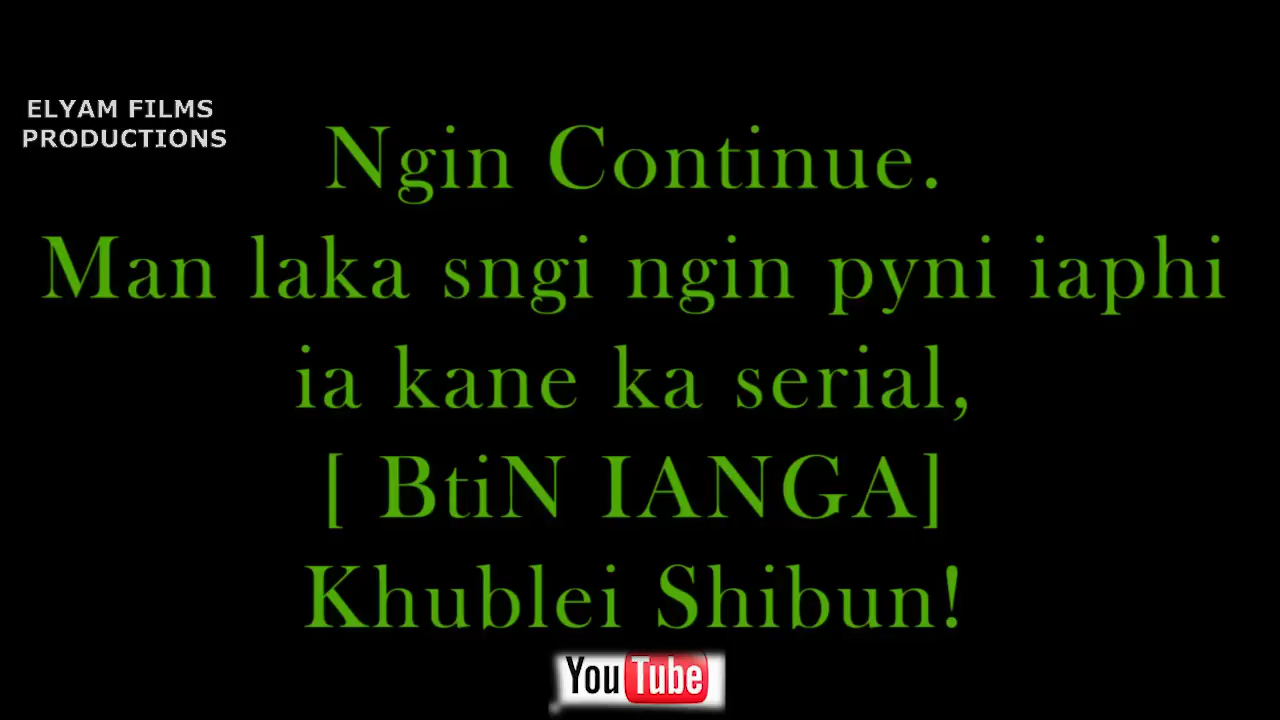 ELYAM FILMS
PRODUCTIONS
Ngin Continue.
Man laka sngi ngin pyni iaphi
ia kane ka serial,
[ BtiN IANGA]
Khublei Shibun!
YouTube